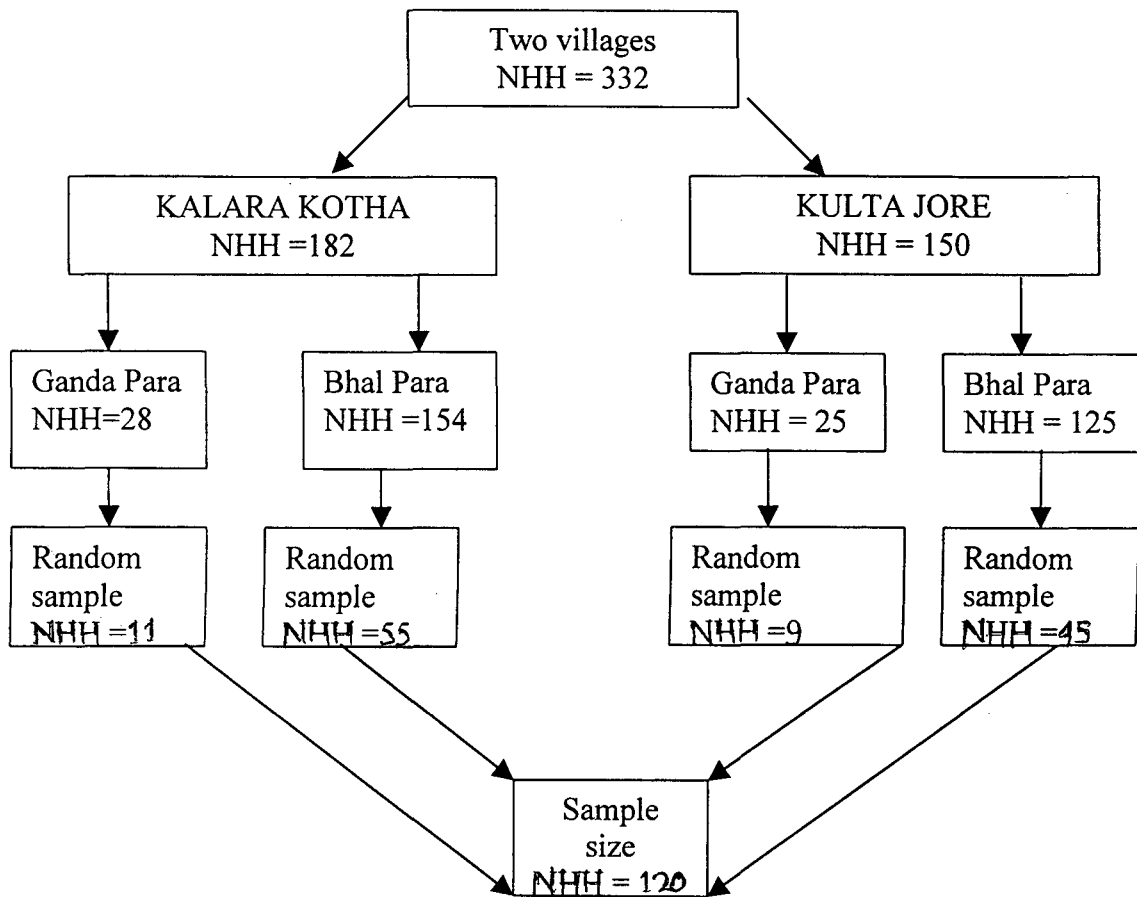 Two villages
NHH = 332
KALARA KOTHA
NHH =182
KULTA JORE
NHH = 150
Ganda Para
NHH=28
Bhal Para
NHH =154
Ganda Para
NHH = 25
Bhal Para
NHH = 125
Random
sample
NHH =11
Random
sample
NHH =55
Random
sample
NHH =9
Random
sample
NHH =45
Sample
size
NHH = 120